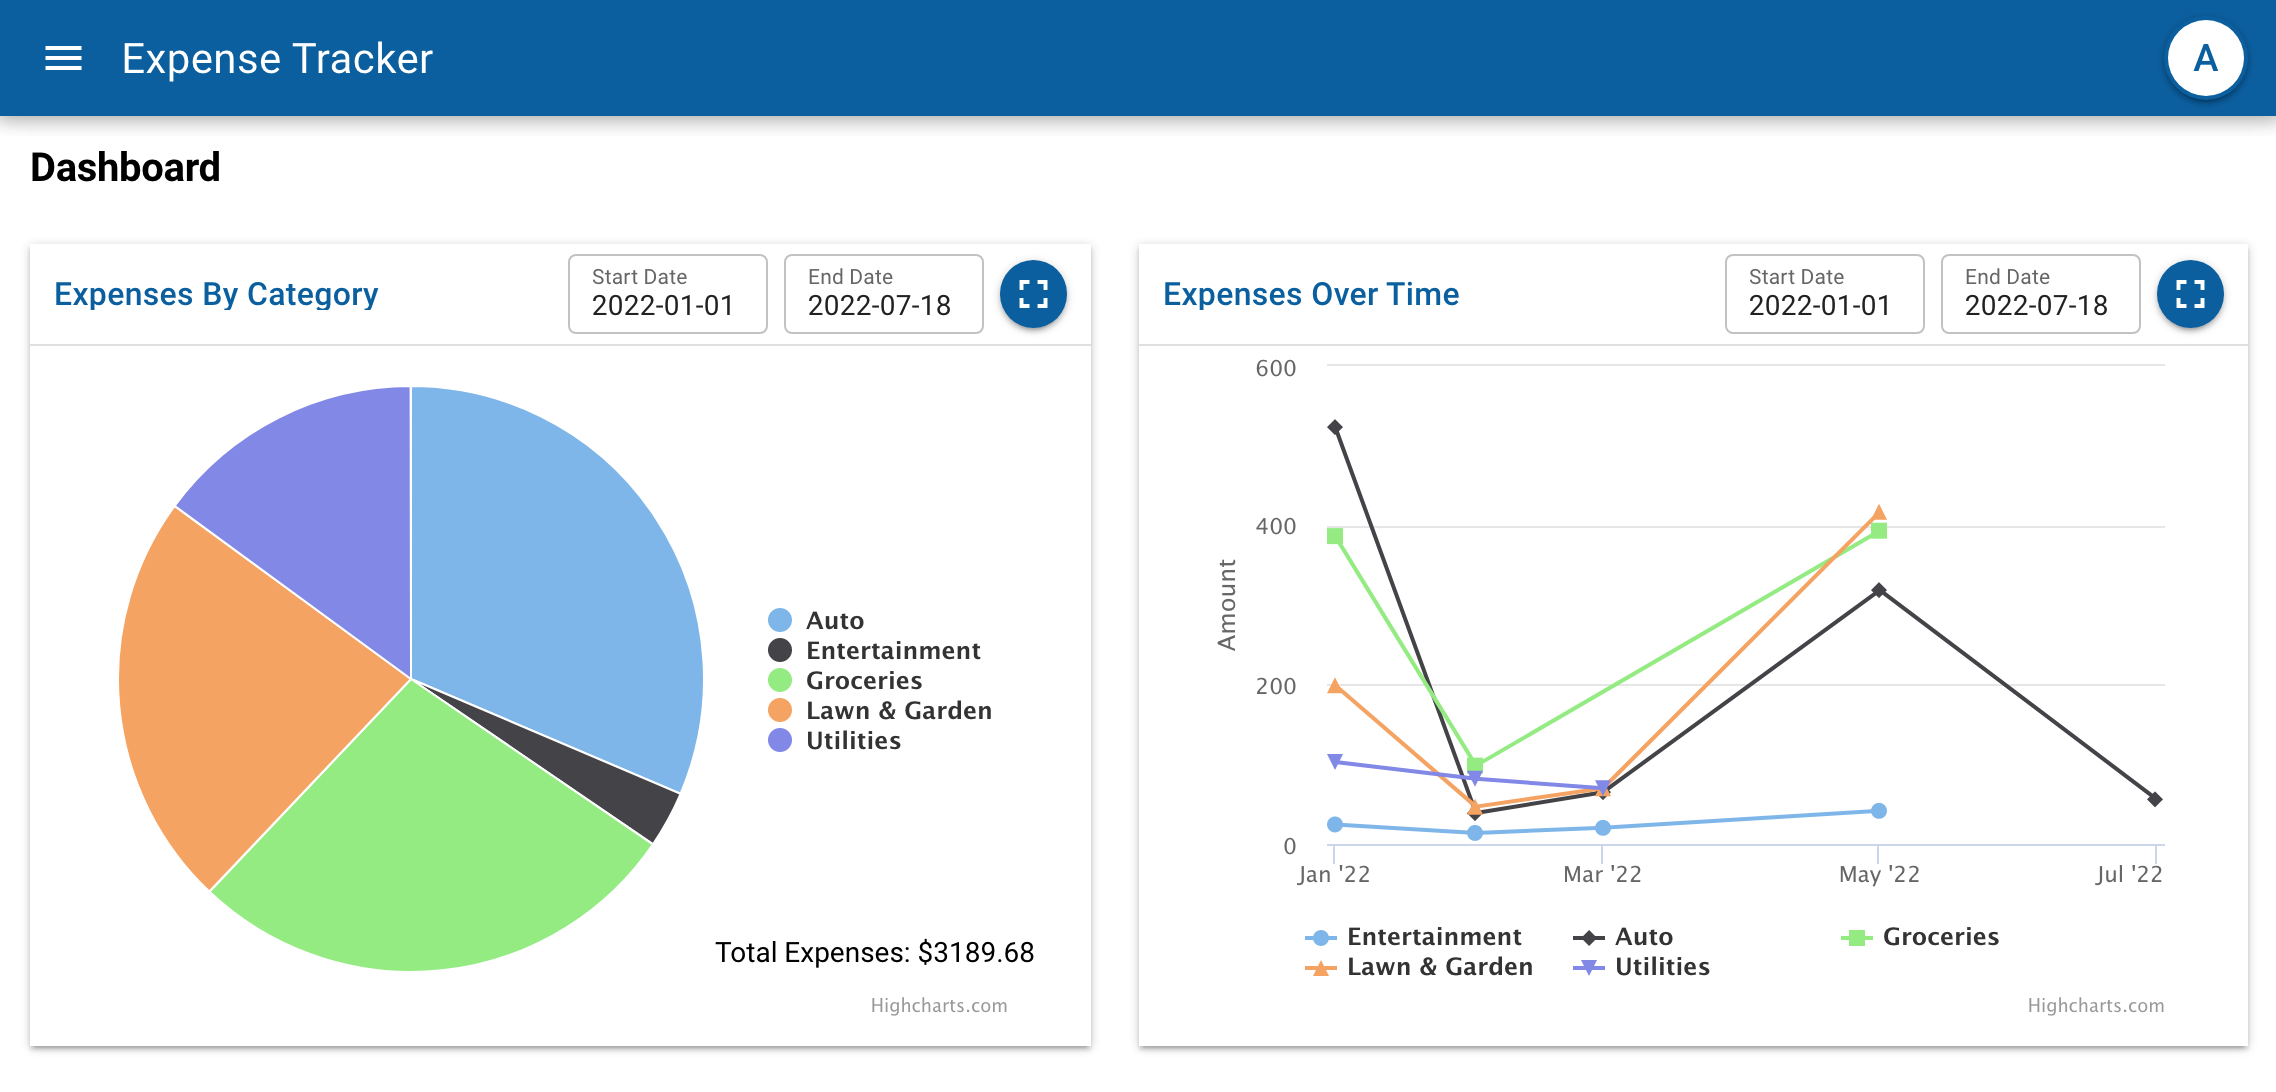 Expense Tracker
A
Dashboard
Expenses By Category
Start Date
2022-01-01
End Date
2022-07-18
Auto
Entertainment
Groceries
Lawn & Garden
Utilities
Total Expenses: $3189.68
Highcharts.com
Expenses Over Time
Start Date
2022-01-01
End Date
2022-07-18
600
400
200
0
Amount
Jan '22 Mar '22 May '22 Jul '22
Entertainment Auto Groceries
Lawn & Garden Utilities
Highcharts.com